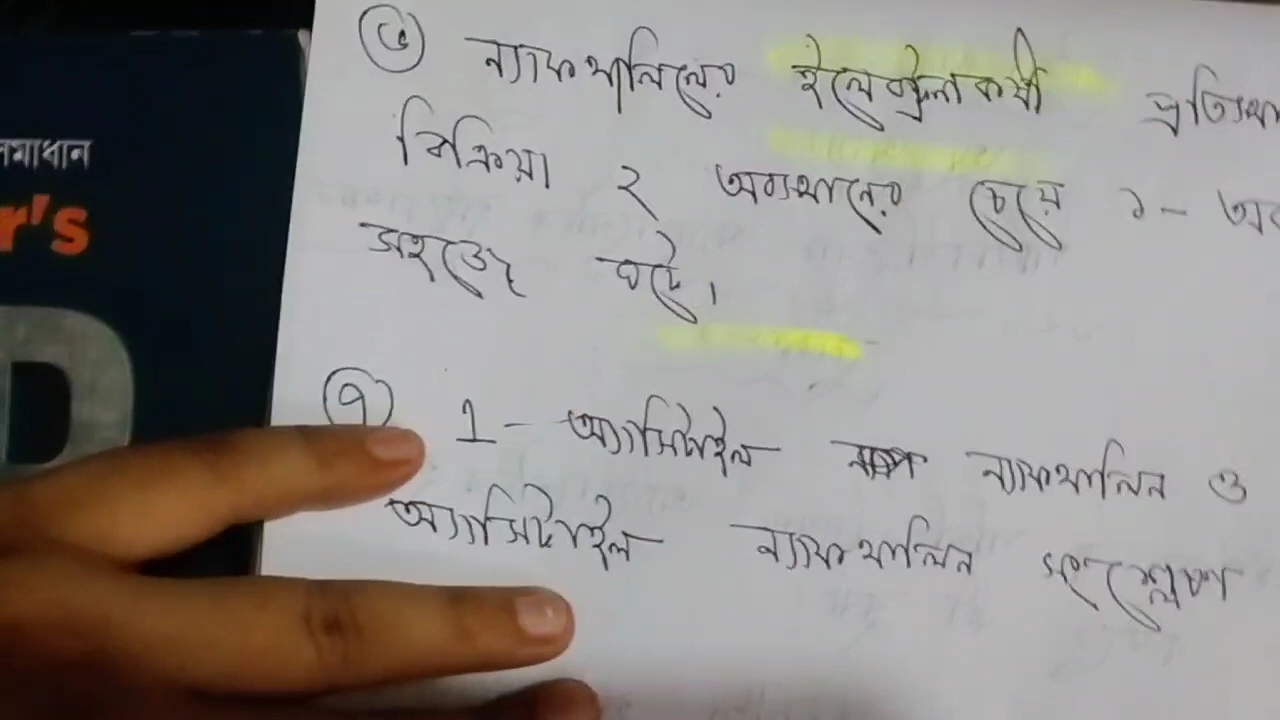 সমাধান
r's
D
৬ ন্যাফথালিনের ইলেকট্রনাকর্ষী প্রতিস্থা
বিক্রিয়া ২ অবস্থানের চেয়ে ১- অব
সহজে ঘটে।
৭ 1- অ্যাসিটাইল ন্যাফথালিন ও
অ্যাসিটাইল ন্যাফথালিন সংশ্লেষণ